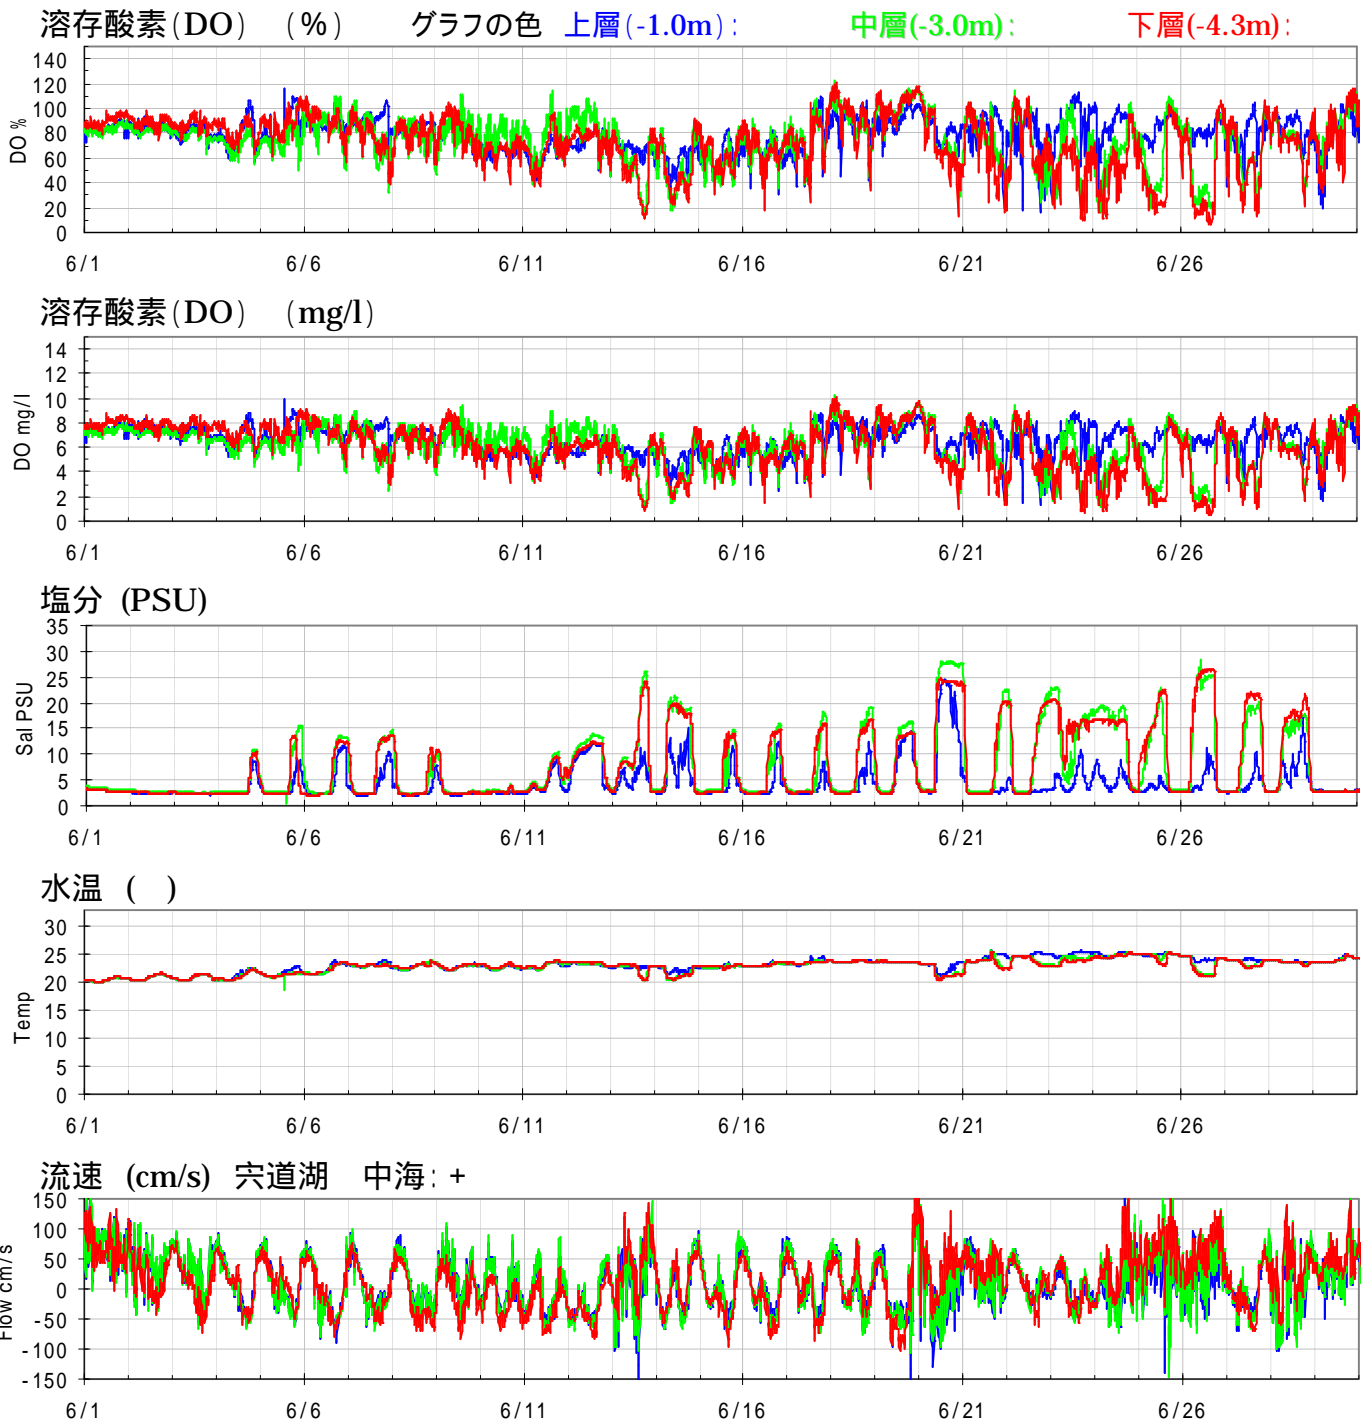 溶存酸素(DO) (%) グラフの色 上層(-1.0m): 中層(-3.0m): 下層(-4.3m):
140
120
100
80
60
40
20
0
DO %
6/1 6/6 6/11 6/16 6/21 6/26
溶存酸素(DO) (mg/l)
14
12
10
8
6
4
2
0
DO mg/l
6/1 6/6 6/11 6/16 6/21 6/26
塩分 (PSU)
35
30
25
20
15
10
5
0
Sal PSU
6/1 6/6 6/11 6/16 6/21 6/26
水温 ( )
30
25
20
15
10
5
0
Temp
6/1 6/6 6/11 6/16 6/21 6/26
流速 (cm/s) 宍道湖 中海: +
150
100
50
0
-50
-100
-150
Flow cm/s
6/1 6/6 6/11 6/16 6/21 6/26